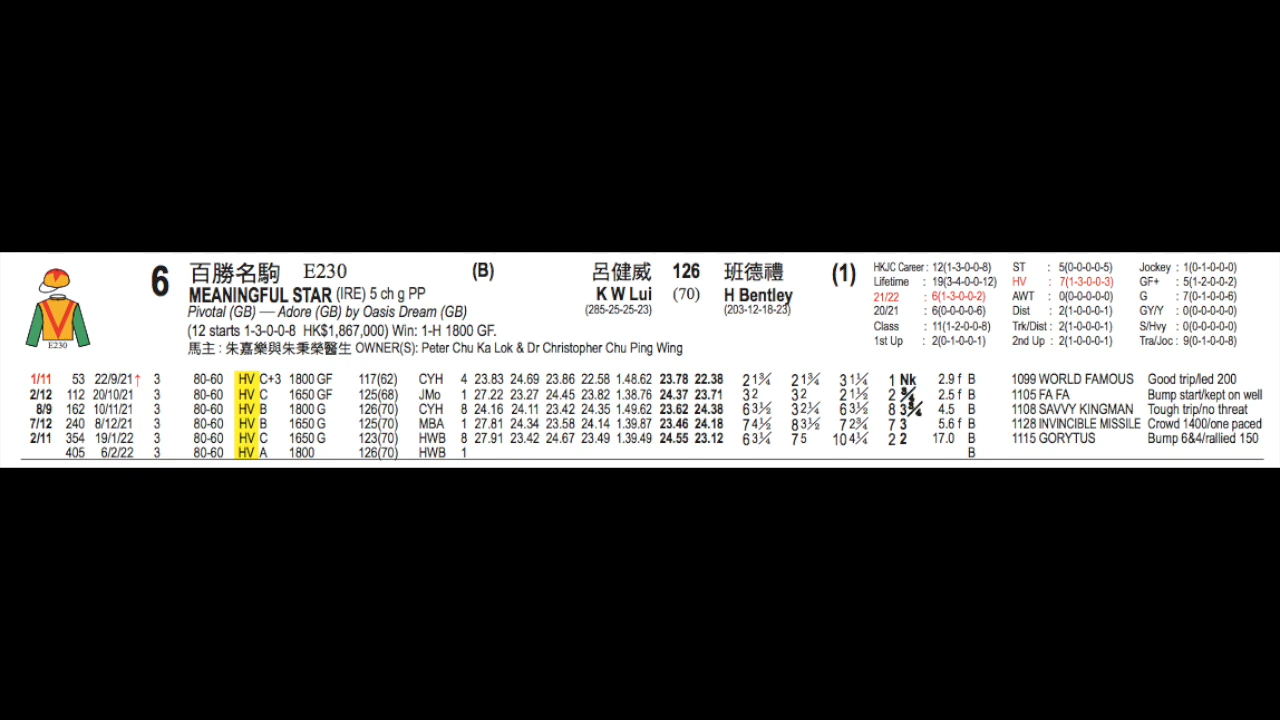 6 百勝名駒 E230 (B) 呂健威 126 班德禮 (1) HKJC Career : 12(1-3-0-0-8) ST : 5(0-0-0-0-5) Jockey : 1(0-1-0-0-0)
MEANINGFUL STAR (IRE) 5 ch g PP K W Lui (70) H Bentley Lifetime : 19(3-4-0-0-12) HV : 7(1-3-0-0-3) GF+ : 5(1-2-0-0-2)
Pivotal (GB) — Adore (GB) by Oasis Dream (GB) (285-25-25-23) (203-12-18-23) 21/22 : 6(1-3-0-0-2) AWT : 0(0-0-0-0-0) G : 7(0-1-0-0-6)
20/21 : 6(0-0-0-0-6) Dist : 2(1-0-0-0-1) GY/Y : 0(0-0-0-0-0)
(12 starts 1-3-0-0-8 HK$1,867,000) Win: 1-H 1800 GF. Class : 11(1-2-0-0-8) Trk/Dist : 2(1-0-0-0-1) S/Hvy : 0(0-0-0-0-0)
E230 馬主 : 朱嘉樂與朱秉榮醫生 OWNER(S): Peter Chu Ka Lok & Dr Christopher Chu Ping Wing 1st Up : 2(0-1-0-0-1) 2nd Up : 2(1-0-0-0-1) Tra/Joc : 9(0-1-0-0-8)
1/11 53 22/9/21↑ 3 80-60 HV C+3 1800 GF 117(62) CYH 4 23.83 24.69 23.86 22.58 1.48.62 23.78 22.38 2 1¾ 2 1¾ 3 1¼ 1 Nk 2.9 f B 1099 WORLD FAMOUS Good trip/led 200
2/12 112 20/10/21 3 80-60 HV C 1650 GF 125(68) JMo 1 27.22 23.27 24.45 23.82 1.38.76 24.37 23.71 3 2 3 2 2 1½ 2 ¾ 2.5 f B 1105 FA FA Bump start/kept on well
8/9 162 10/11/21 3 80-60 HV B 1800 G 126(70) CYH 8 24.16 24.11 23.42 24.35 1.49.62 23.62 24.38 6 3½ 3 2¼ 6 3½ 8 3¾ 4.5 B 1108 SAVVY KINGMAN Tough trip/no threat
7/12 240 8/12/21 3 80-60 HV B 1650 G 125(70) MBA 1 27.81 24.34 23.58 24.14 1.39.87 23.46 24.18 7 4½ 8 3½ 7 2¾ 7 3 5.6 f B 1128 INVINCIBLE MISSILE Crowd 1400/one paced
2/11 354 19/1/22 3 80-60 HV C 1650 G 123(70) HWB 8 27.91 23.42 24.67 23.49 1.39.49 24.55 23.12 6 3¼ 7 5 10 4¼ 2 2 17.0 B 1115 GORYTUS Bump 6&4/rallied 150
405 6/2/22 3 80-60 HV A 1800 126(70) HWB 1 B